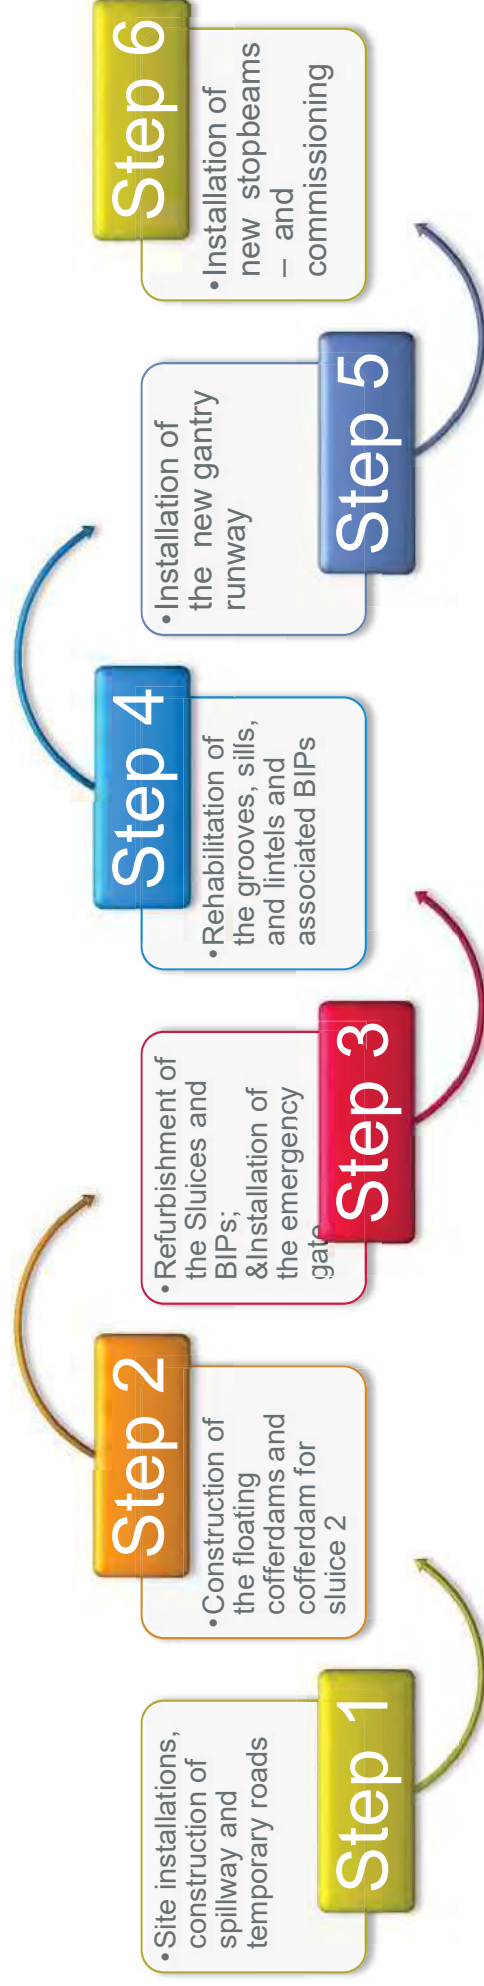 •Site installations,
construction of
spillway and
temporary roads
Step 1
Step 2
•Construction of
the floating
cofferdams and
cofferdam for
sluice 2
•Refurbishment of
the Sluices and
BIPs;
&Installation of
the emergency
gate
Step 3
Step 4
•Rehabilitation of
the grooves, sills,
and lintels and
associated BIPs
•Installation of
the new gantry
runway
Step 5
Step 6
•Installation of
new stopbeams
– and
commissioning